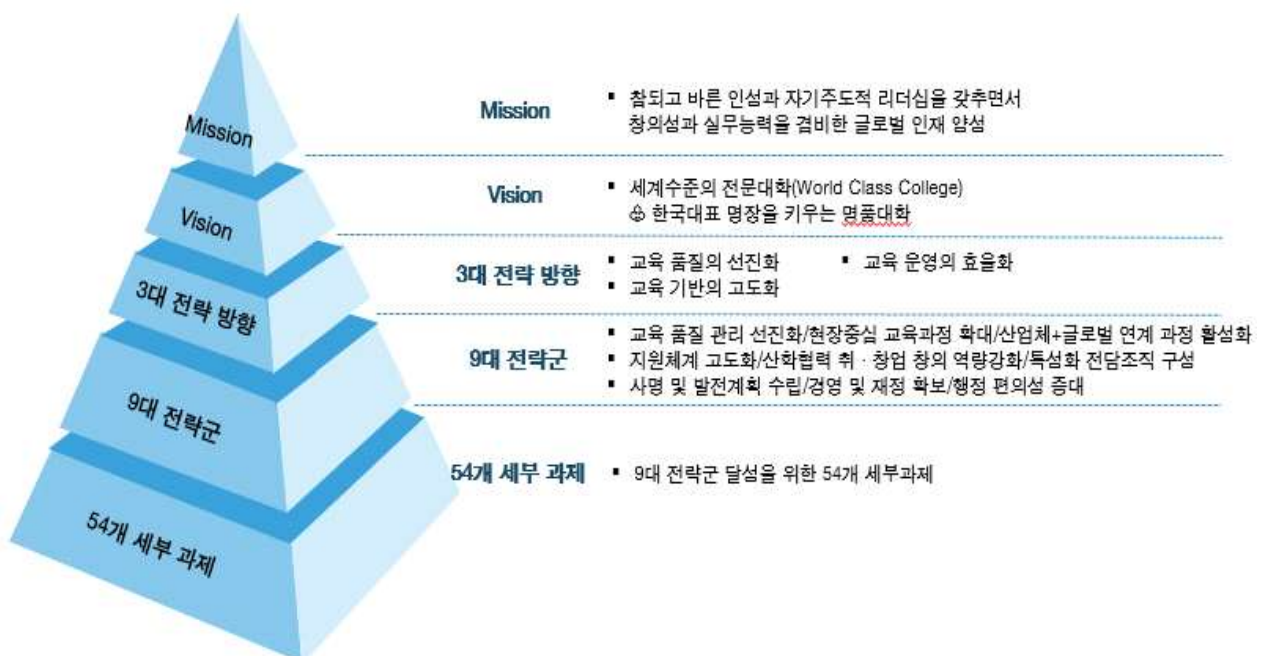 Mission
Mission
▪ 참되고 바른 인성과 자기주도적 리더십을 갖추면서
창의성과 실무능력을 겸비한 글로벌 인재 양성
Vision
Vision
▪ 세계수준의 전문대학(World Class College)
♧ 한국대표 명장을 키우는 명품대학
3대 전략 방향
3대 전략 방향
▪ 교육 품질의 선진화 ▪ 교육 운영의 효율화
▪ 교육 기반의 고도화
9대 전략군
9대 전략군
▪ 교육 품질 관리 선진화/현장중심 교육과정 확대/산업체+글로벌 연계 과정 활성화
▪ 지원체계 고도화/산학협력 취·창업 창의 역량강화/특성화 전담조직 구성
▪ 사명 및 발전계획 수립/경영 및 재정 확보/행정 편의성 증대
54개 세부 과제
54개 세부 과제
▪ 9대 전략군 달성을 위한 54개 세부과제